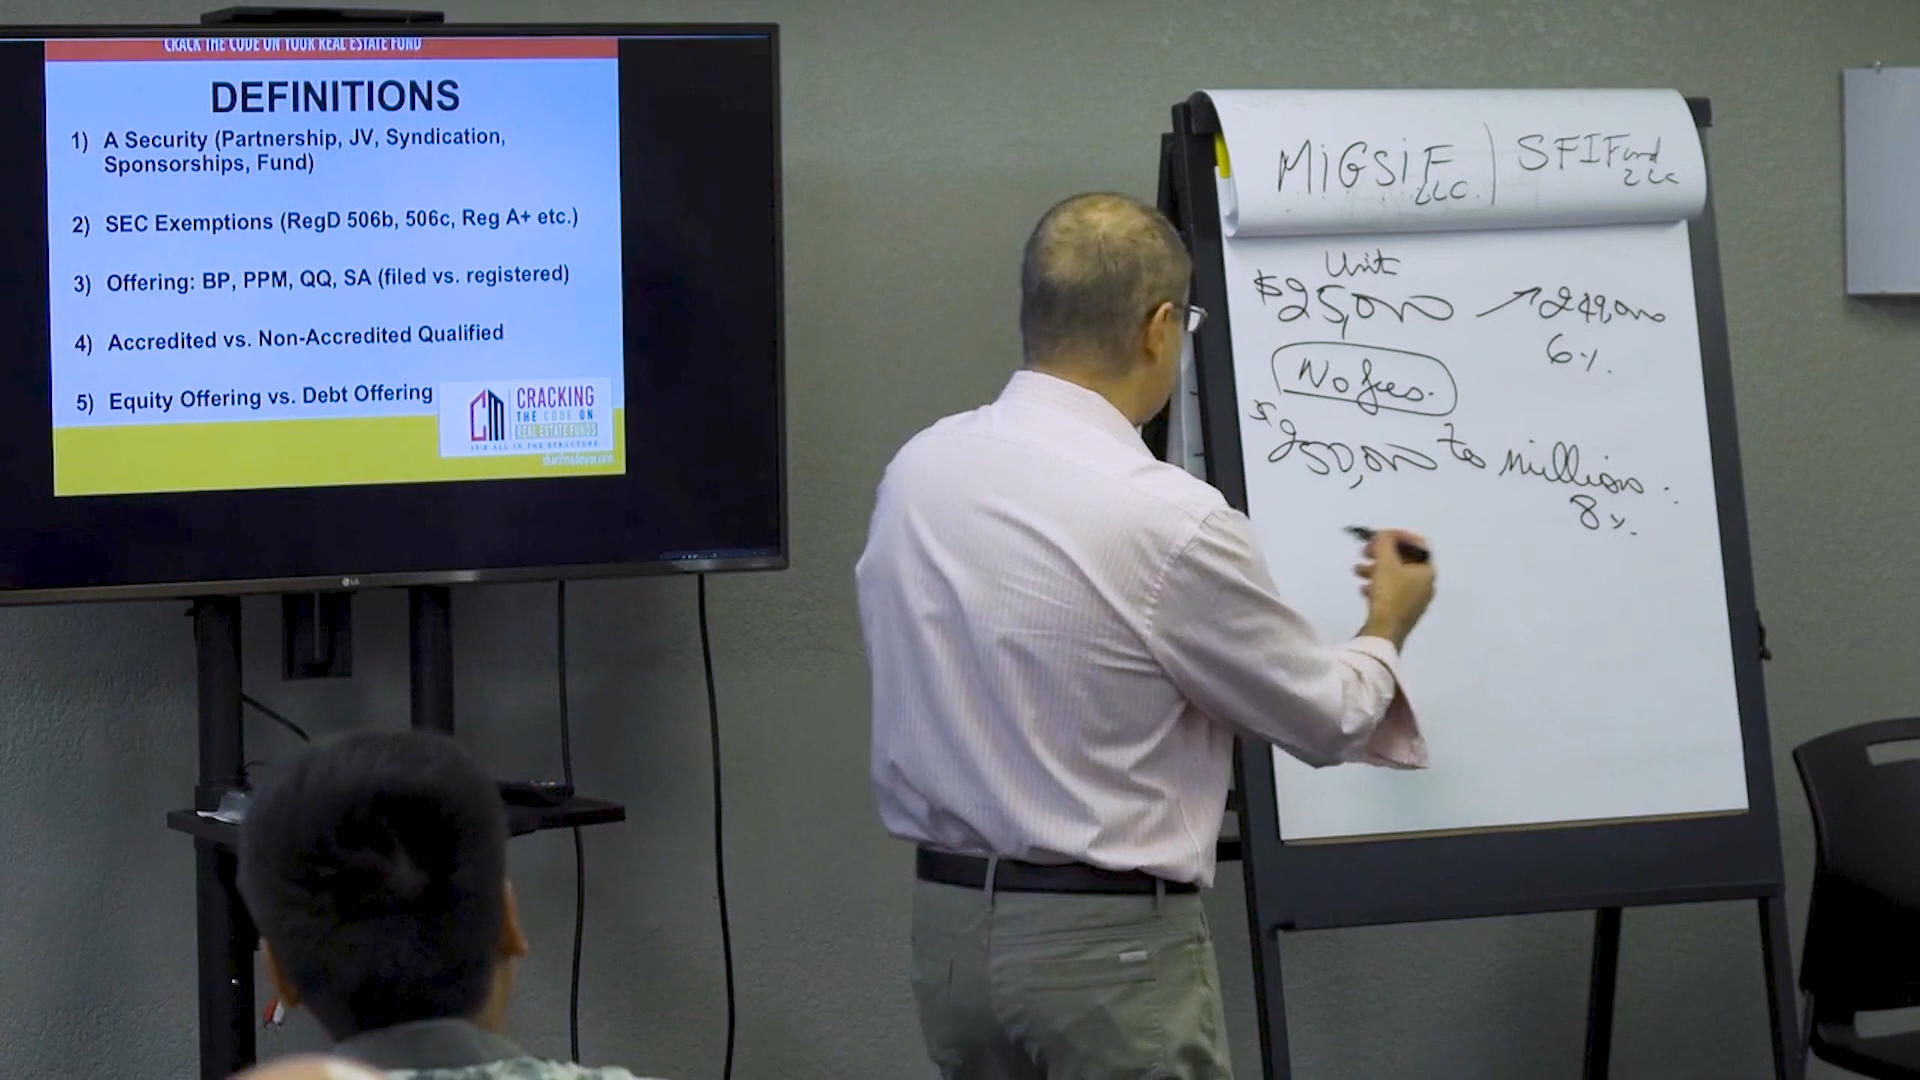 CRACK THE CODE ON YOUR REAL ESTATE FUND
DEFINITIONS
1) A Security (Partnership, JV, Syndication,
Sponsorships, Fund)
2) SEC Exemptions (RegD 506b, 506c, Reg A+ etc.)
3) Offering: BP, PPM, QQ, SA (filed vs. registered)
4) Accredited vs. Non-Accredited Qualified
5) Equity Offering vs. Debt Offering
CM
CRACKING
THE CODE ON
REAL ESTATE FUNDS
IT'S ALL IN THE STRUCTURE
LG
MiGSiF LLC. | SFIFund LLC
Unit
$25,000 → 249,000
6%.
No fees.
$250,000 to millions.
8%.